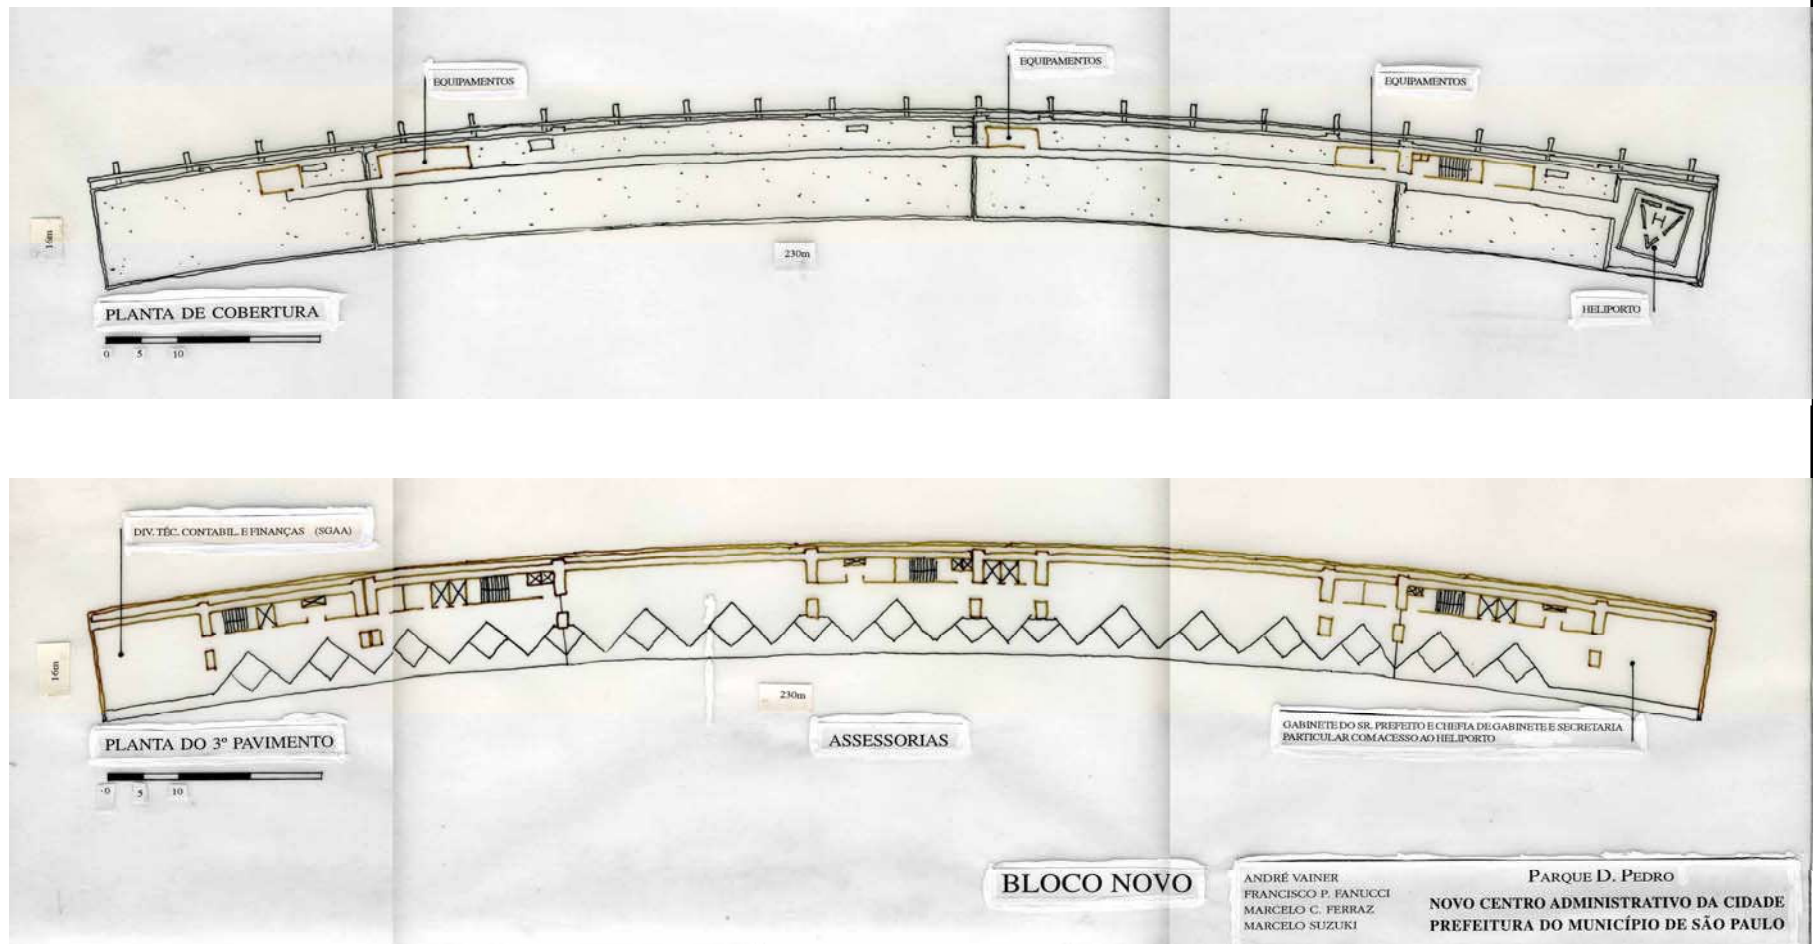 EQUIPAMENTOS
EQUIPAMENTOS
EQUIPAMENTOS
H
16m
230m
HELIPORTO
PLANTA DE COBERTURA
0 5 10
DIV. TÉC. CONTABIL. E FINANÇAS (SGAA)
16m
230m
PLANTA DO 3º PAVIMENTO
ASSESSORIAS
GABINETE DO SR. PREFEITO E CHEFIA DE GABINETE E SECRETARIA
PARTICULAR COM ACESSO AO HELIPORTO
0 5 10
BLOCO NOVO
ANDRÉ VAINER
FRANCISCO P. FANUCCI
MARCELO C. FERRAZ
MARCELO SUZUKI
PARQUE D. PEDRO
NOVO CENTRO ADMINISTRATIVO DA CIDADE
PREFEITURA DO MUNICÍPIO DE SÃO PAULO